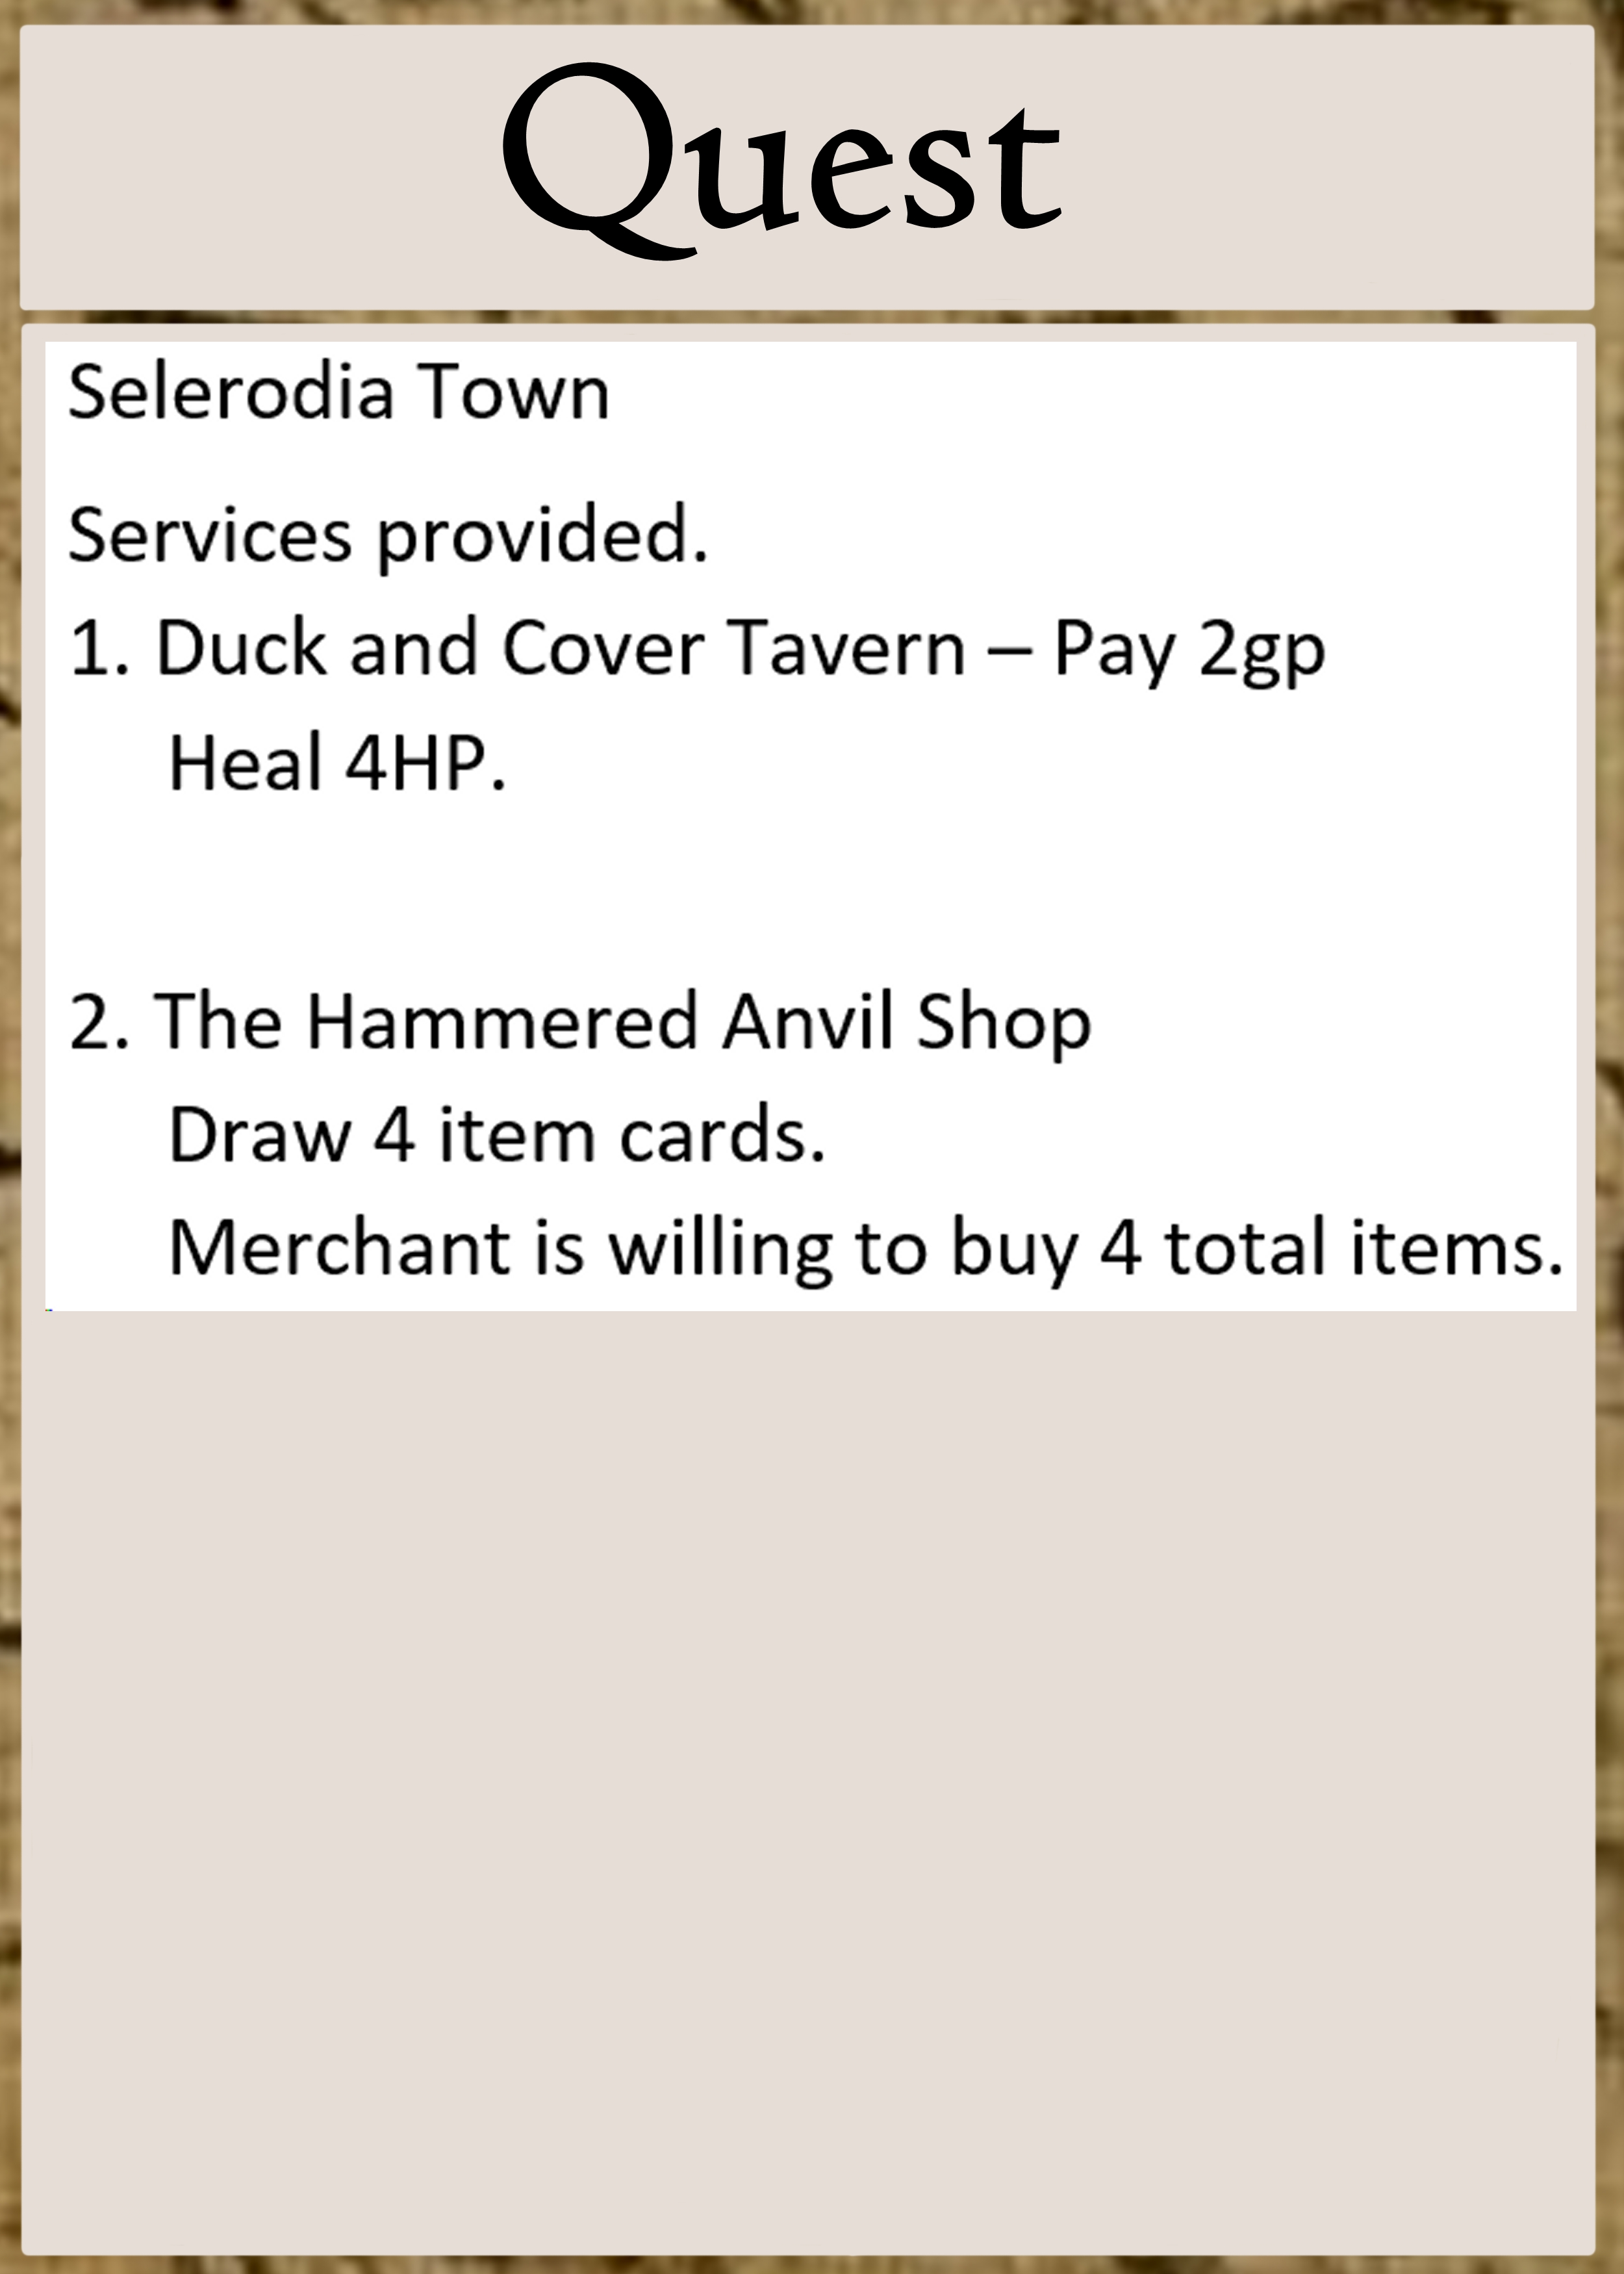 Quest
Selerodia Town
Services provided.
1. Duck and Cover Tavern – Pay 2gp
Heal 4HP.
2. The Hammered Anvil Shop
Draw 4 item cards.
Merchant is willing to buy 4 total items.